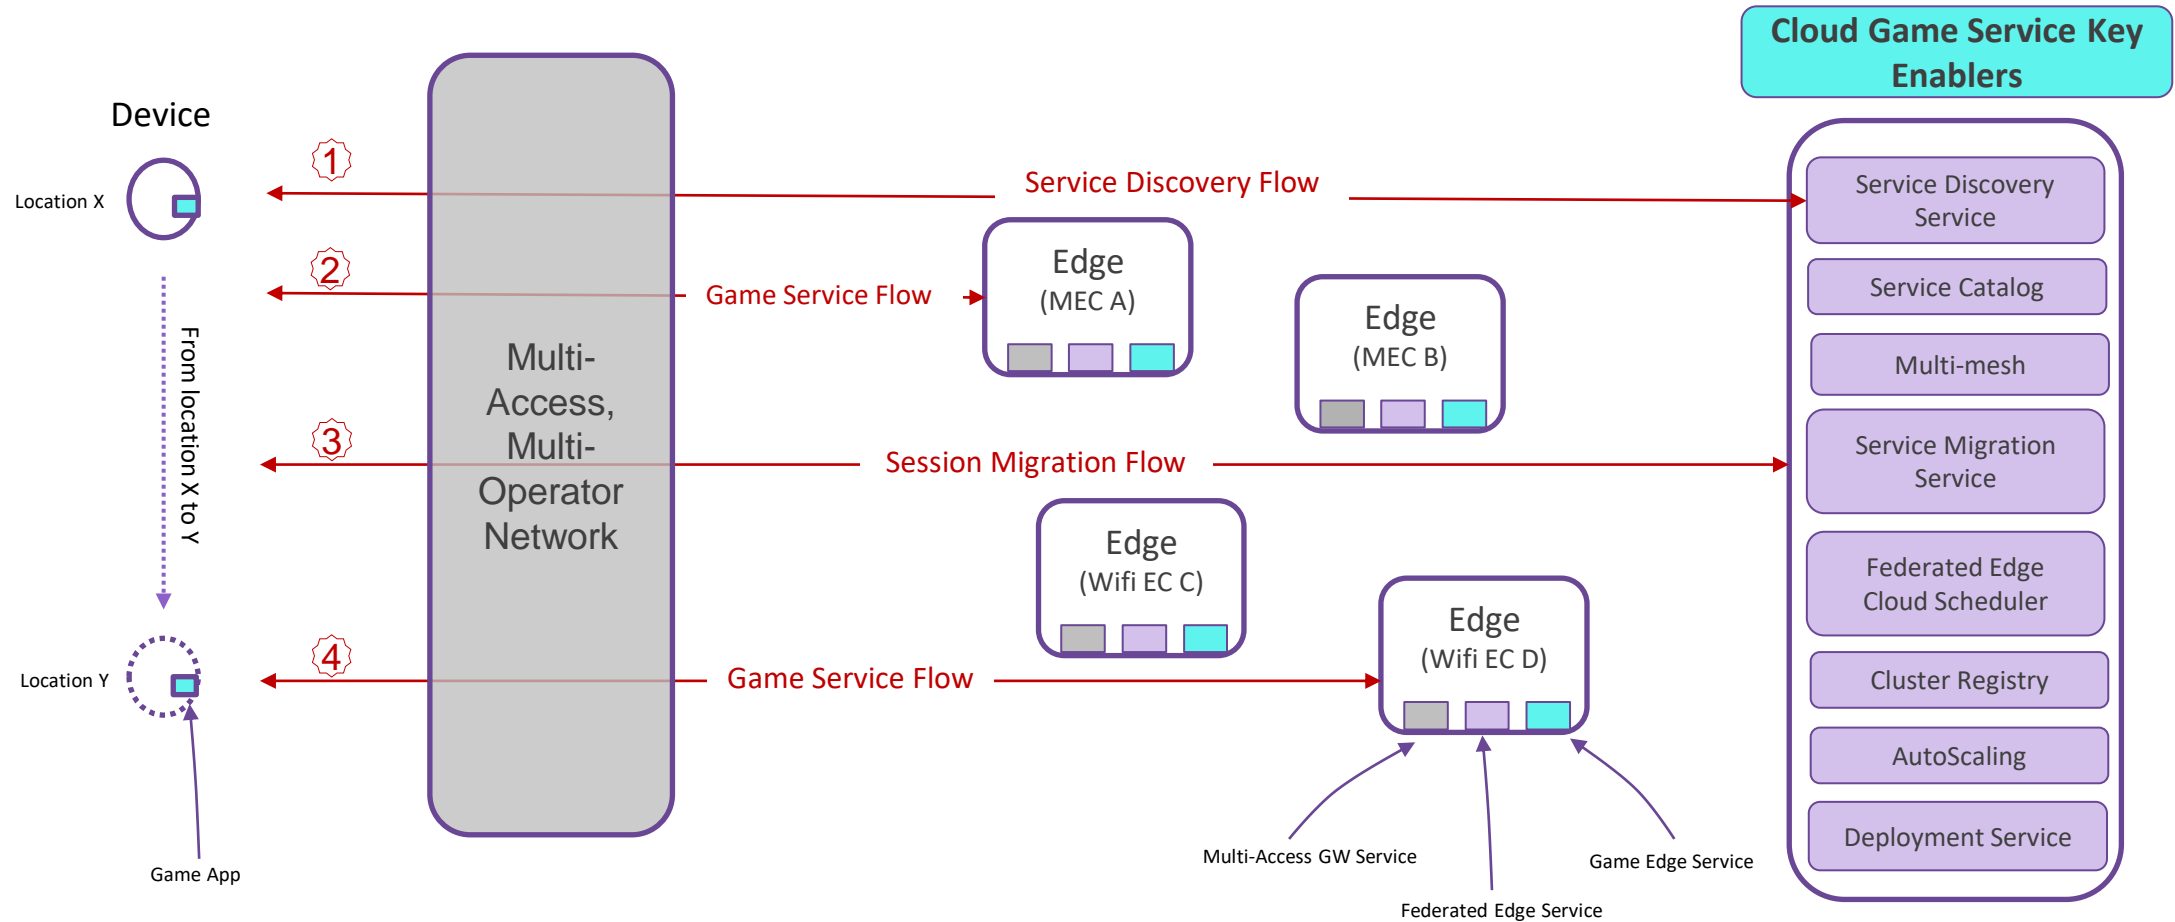 Cloud Game Service Key
Enablers
Device
Location X
1
Service Discovery Flow
Service Discovery
Service
2
Game Service Flow
Edge
(MEC A)
Edge
(MEC B)
Service Catalog
Multi-mesh
From location X to Y
Multi-
Access,
Multi-
Operator
Network
3
Session Migration Flow
Service Migration
Service
Edge
(Wifi EC C)
Federated Edge
Cloud Scheduler
Location Y
4
Game Service Flow
Edge
(Wifi EC D)
Cluster Registry
AutoScaling
Deployment Service
Game App
Multi-Access GW Service
Game Edge Service
Federated Edge Service